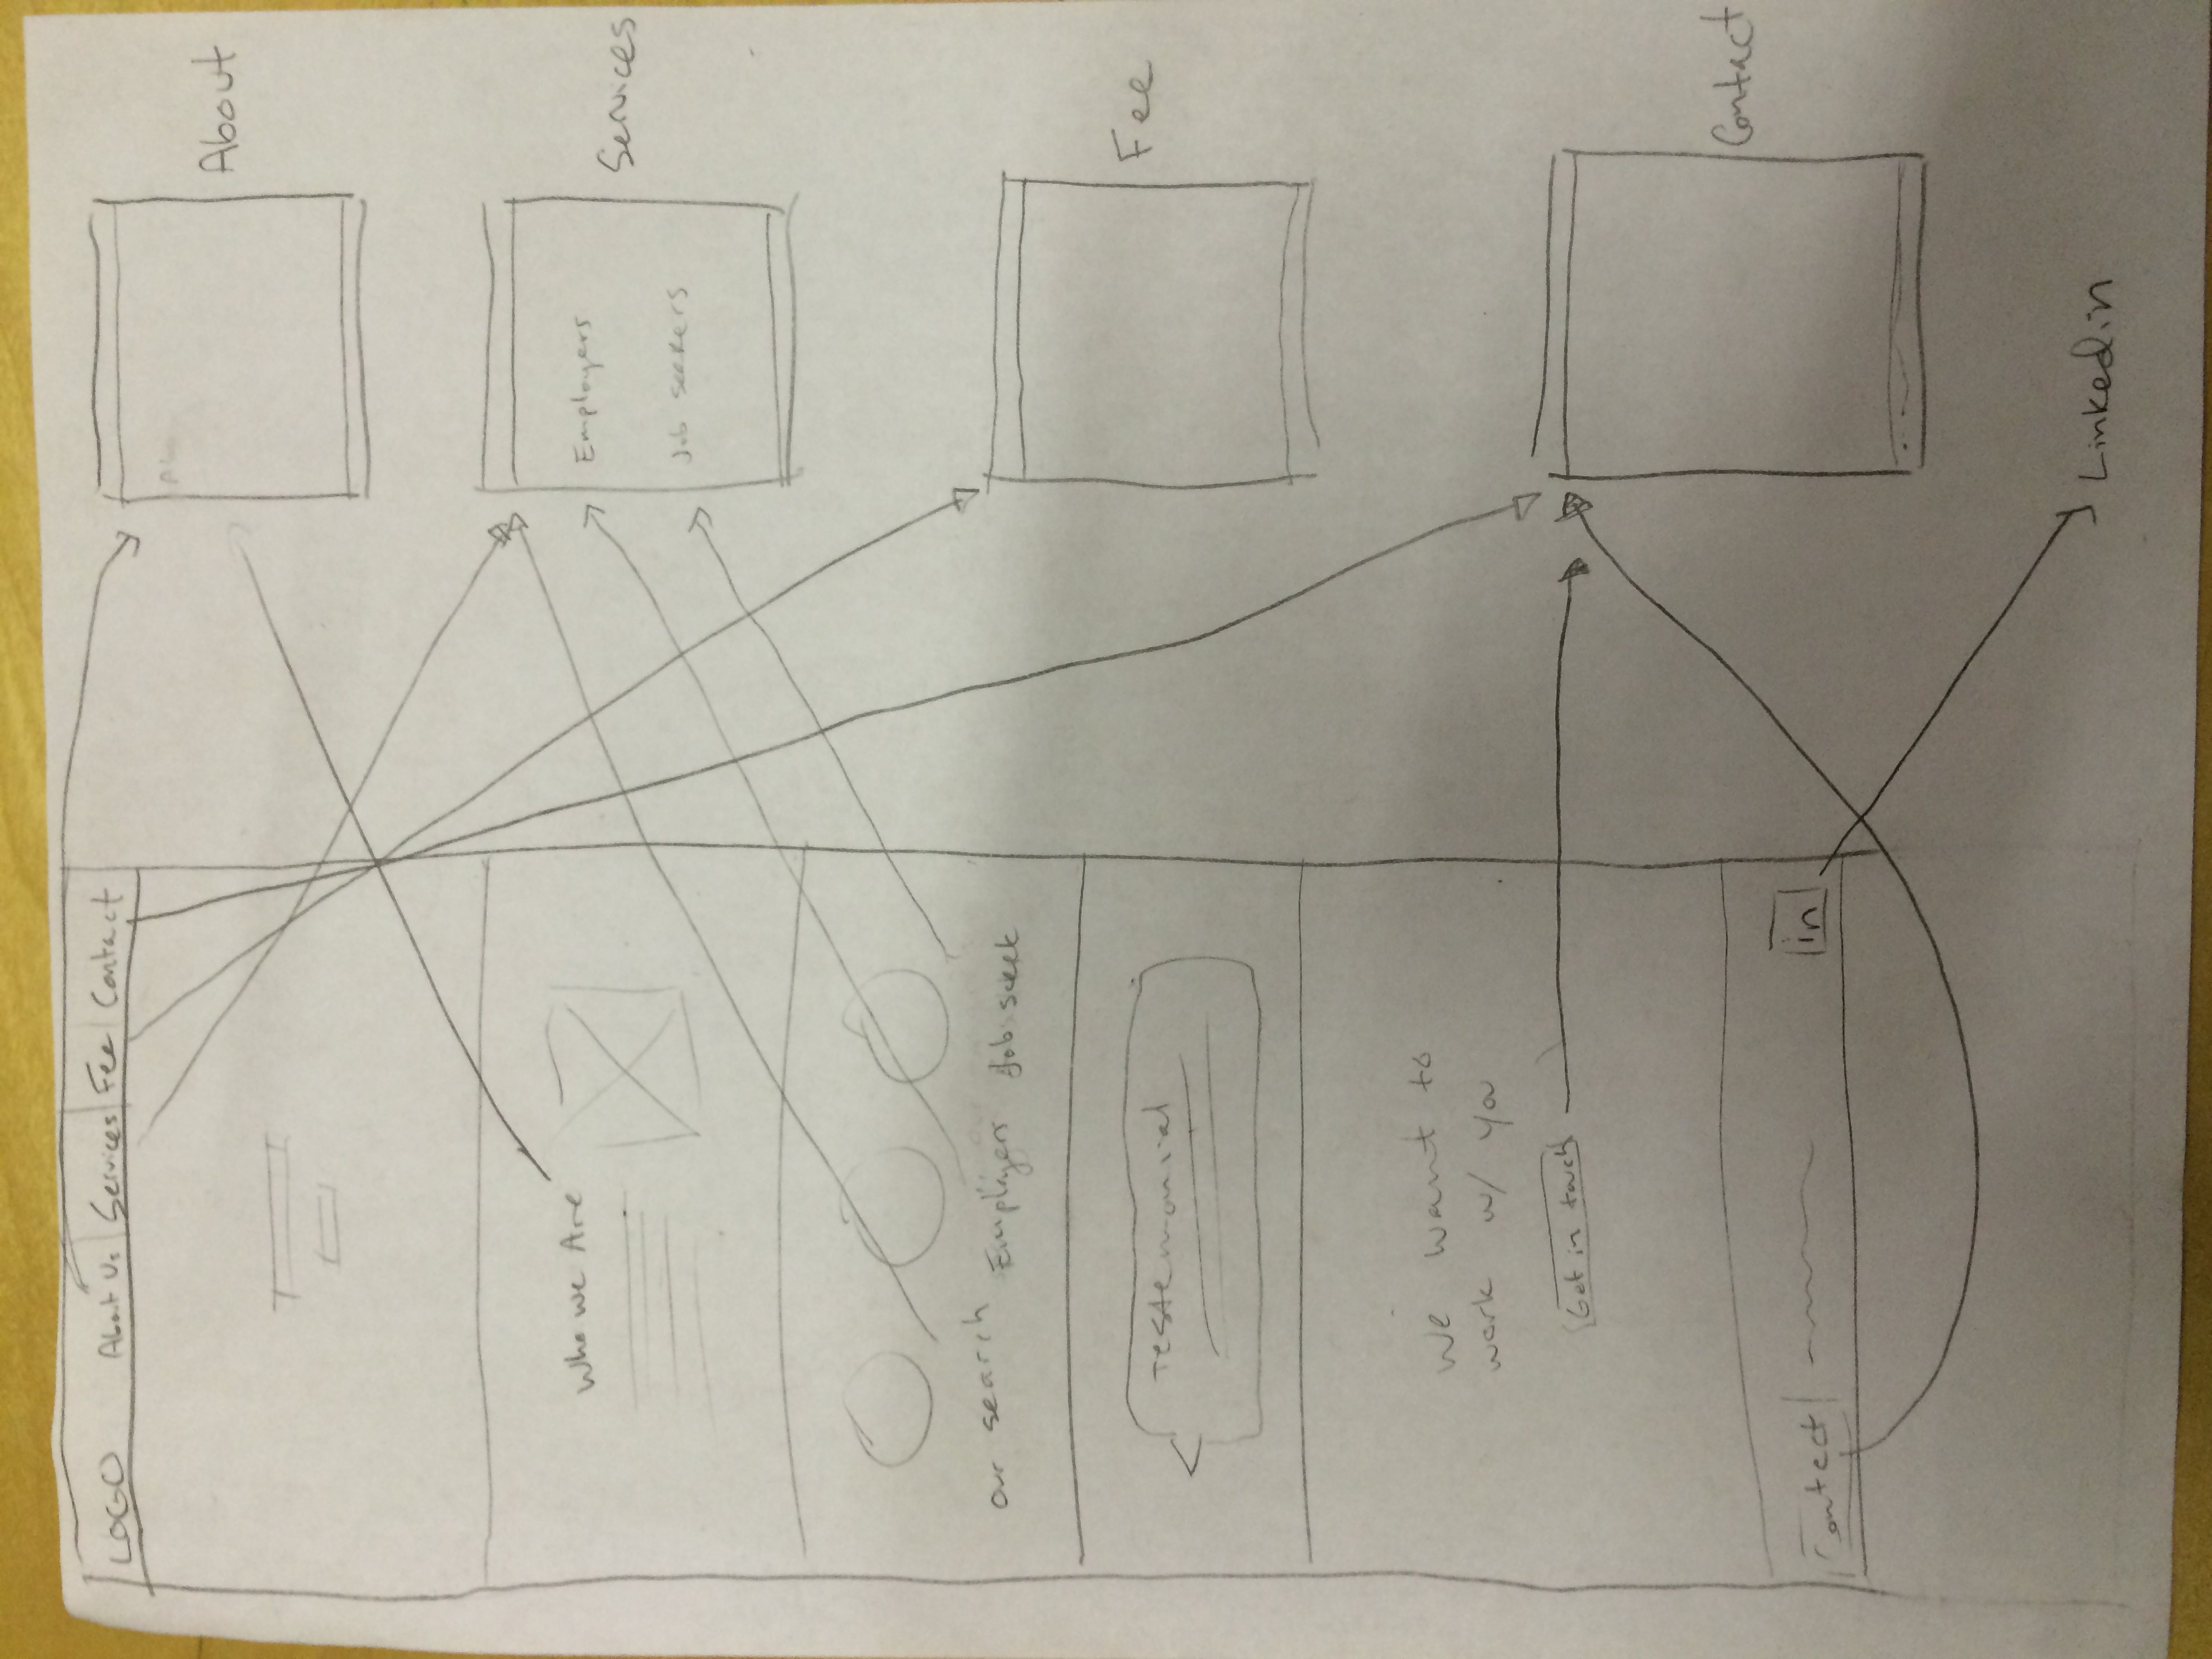 LOGO About Us Services Fee Contact
Who we Are
our search Employers Job seek
Testemonial
We want to
work w/ you
Get in touch
Contact
in
Abo
About
Employers
Job seekers
Services
Fee
Contact
Linkedin